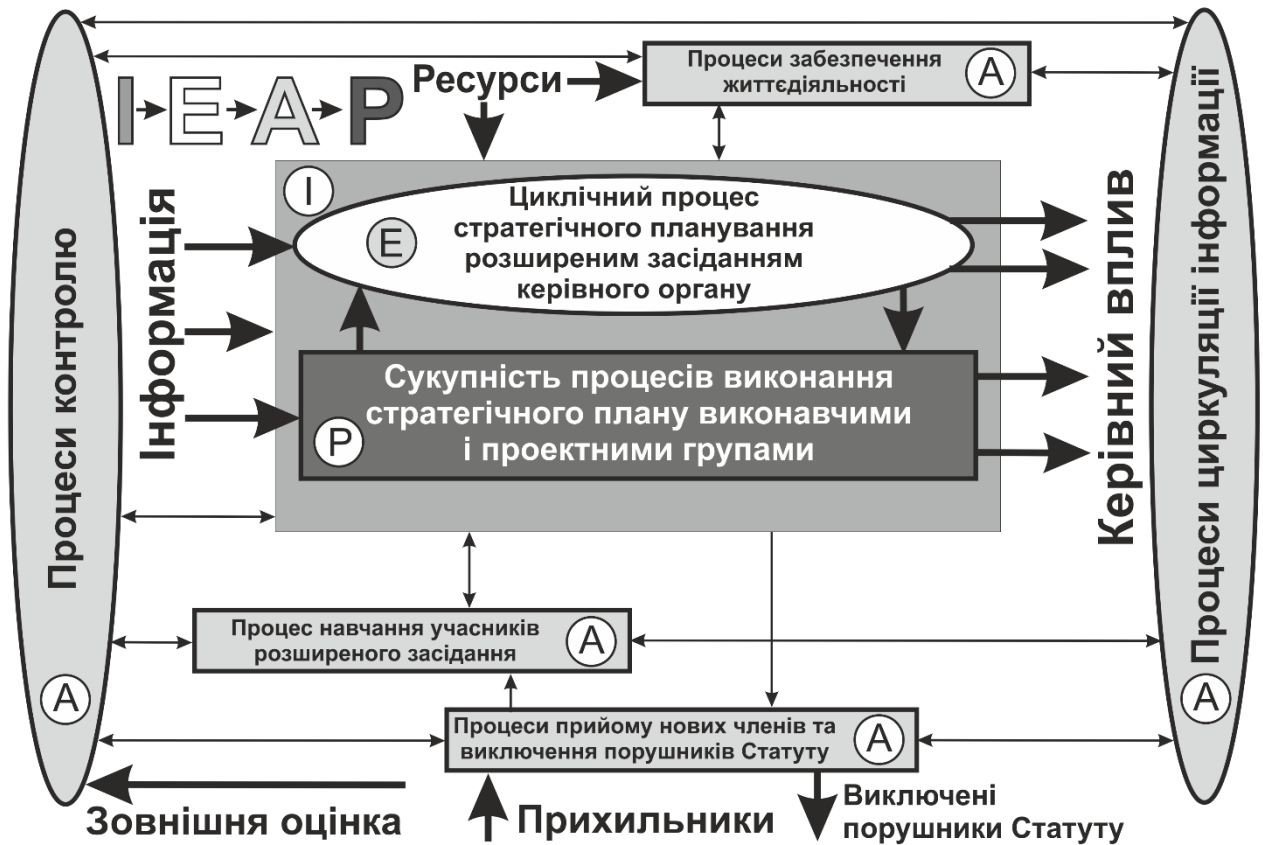 Процеси забезпечення
життєдіяльності
A
Ресурси
I E A P
I
Циклічний процес
стратегічного планування
розширеним засіданням
керівного органу
E
Інформація
Процеси контролю
A
Сукупність процесів виконання
стратегічного плану виконавчими
і проектними групами
P
Керівний вплив
Процеси циркуляції інформації
A
Процес навчання учасників
розширеного засідання
A
Процеси прийому нових членів та
виключення порушників Статуту
A
Зовнішня оцінка
Прихильники
Виключені
порушники Статуту